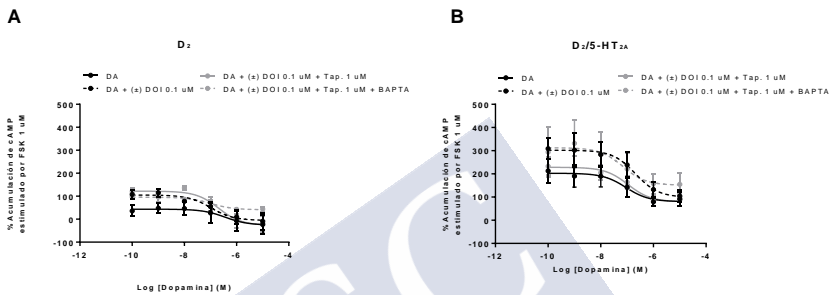 A
D₂
DA
DA + (±) DOI 0.1 uM
DA + (±) DOI 0.1 uM + Tap. 1 uM
DA + (±) DOI 0.1 uM + Tap. 1 uM + BAPTA
% Acumulación de cAMP
estimulado por FSK 1 uM
500
400
300
200
100
0
-100
-10
-8
-6
-4
Log [Dopamina] (M)
B
D₂/5-HT₂A
DA
DA + (±) DOI 0.1 uM
DA + (±) DOI 0.1 uM + Tap. 1 uM
DA + (±) DOI 0.1 uM + Tap. 1 uM + BAPTA
% Acumulación de cAMP
estimulado por FSK 1 uM
500
400
300
200
100
0
-100
-12
-10
-8
-6
-4
Log [Dopamina] (M)